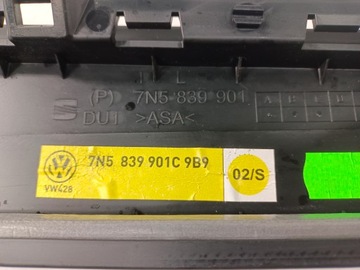 L
(P) 7N5 839 901
DUI >ASA<
7N5 839 901C 9B9
VW428
02/S